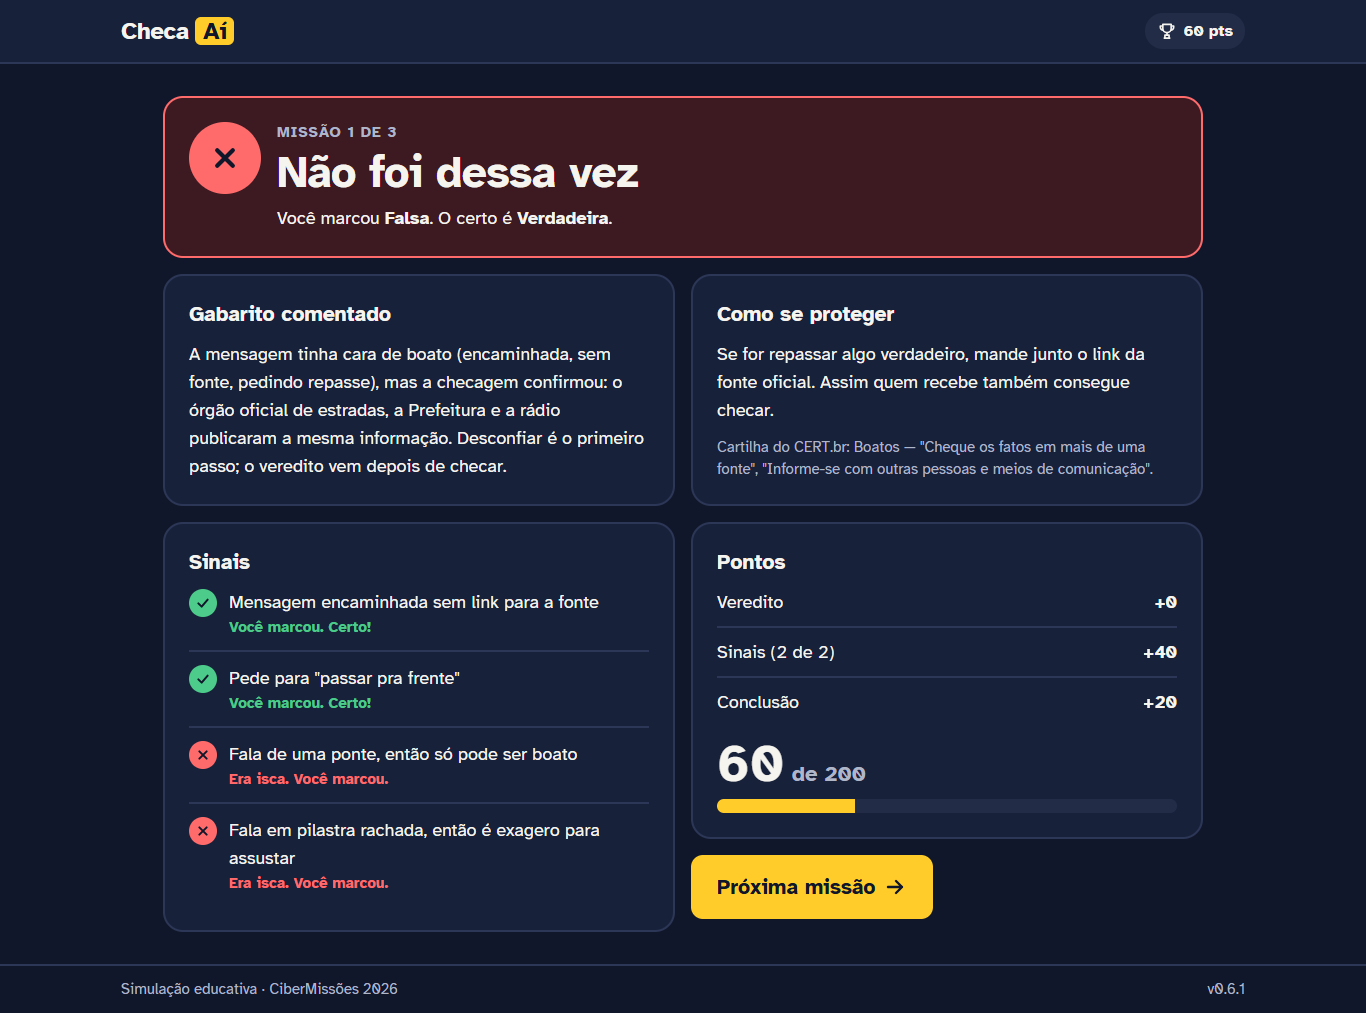 Checa Aí
60 pts
MISSÃO 1 DE 3
Não foi dessa vez
Você marcou Falsa. O certo é Verdadeira.
Gabarito comentado
A mensagem tinha cara de boato (encaminhada, sem
fonte, pedindo repasse), mas a checagem confirmou: o
órgão oficial de estradas, a Prefeitura e a rádio
publicaram a mesma informação. Desconfiar é o primeiro
passo; o veredito vem depois de checar.
Como se proteger
Se for repassar algo verdadeiro, mande junto o link da
fonte oficial. Assim quem recebe também consegue
checar.
Cartilha do CERT.br: Boatos — "Cheque os fatos em mais de uma
fonte", "Informe-se com outras pessoas e meios de comunicação".
Sinais
Mensagem encaminhada sem link para a fonte
Você marcou. Certo!
Pede para "passar pra frente"
Você marcou. Certo!
Fala de uma ponte, então só pode ser boato
Era isca. Você marcou.
Fala em pilastra rachada, então é exagero para
assustar
Era isca. Você marcou.
Pontos
Veredito +0
Sinais (2 de 2) +40
Conclusão +20
60 de 200
Próxima missão →
Simulação educativa · CiberMissões 2026
v0.6.1